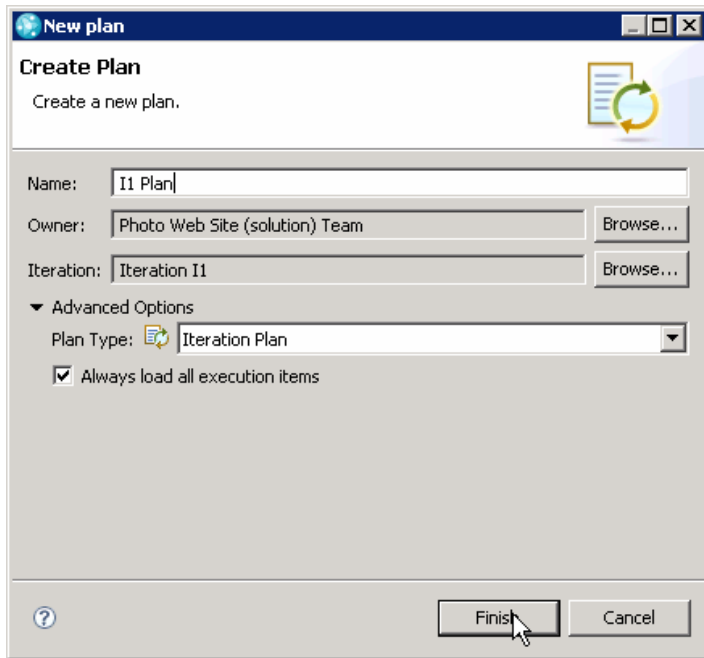 New plan
Create Plan
Create a new plan.
Name: I1 Plan
Owner: Photo Web Site (solution) Team Browse...
Iteration: Iteration I1 Browse...
Advanced Options
Plan Type: Iteration Plan
Always load all execution items
? Finish Cancel